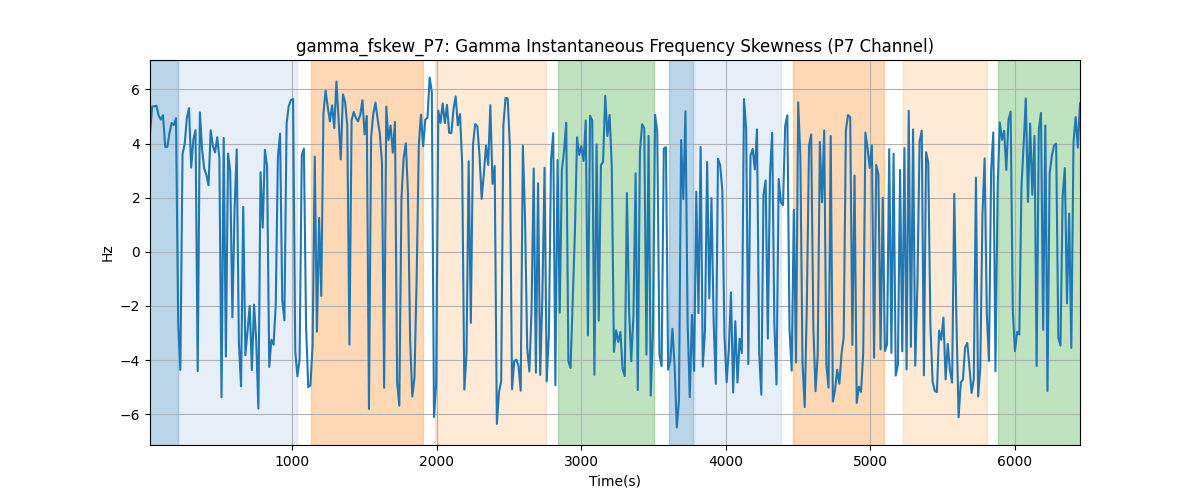 gamma_fskew_P7: Gamma Instantaneous Frequency Skewness (P7 Channel)
Hz
6
4
2
0
−2
−4
−6
1000 2000 3000 4000 5000 6000
Time(s)